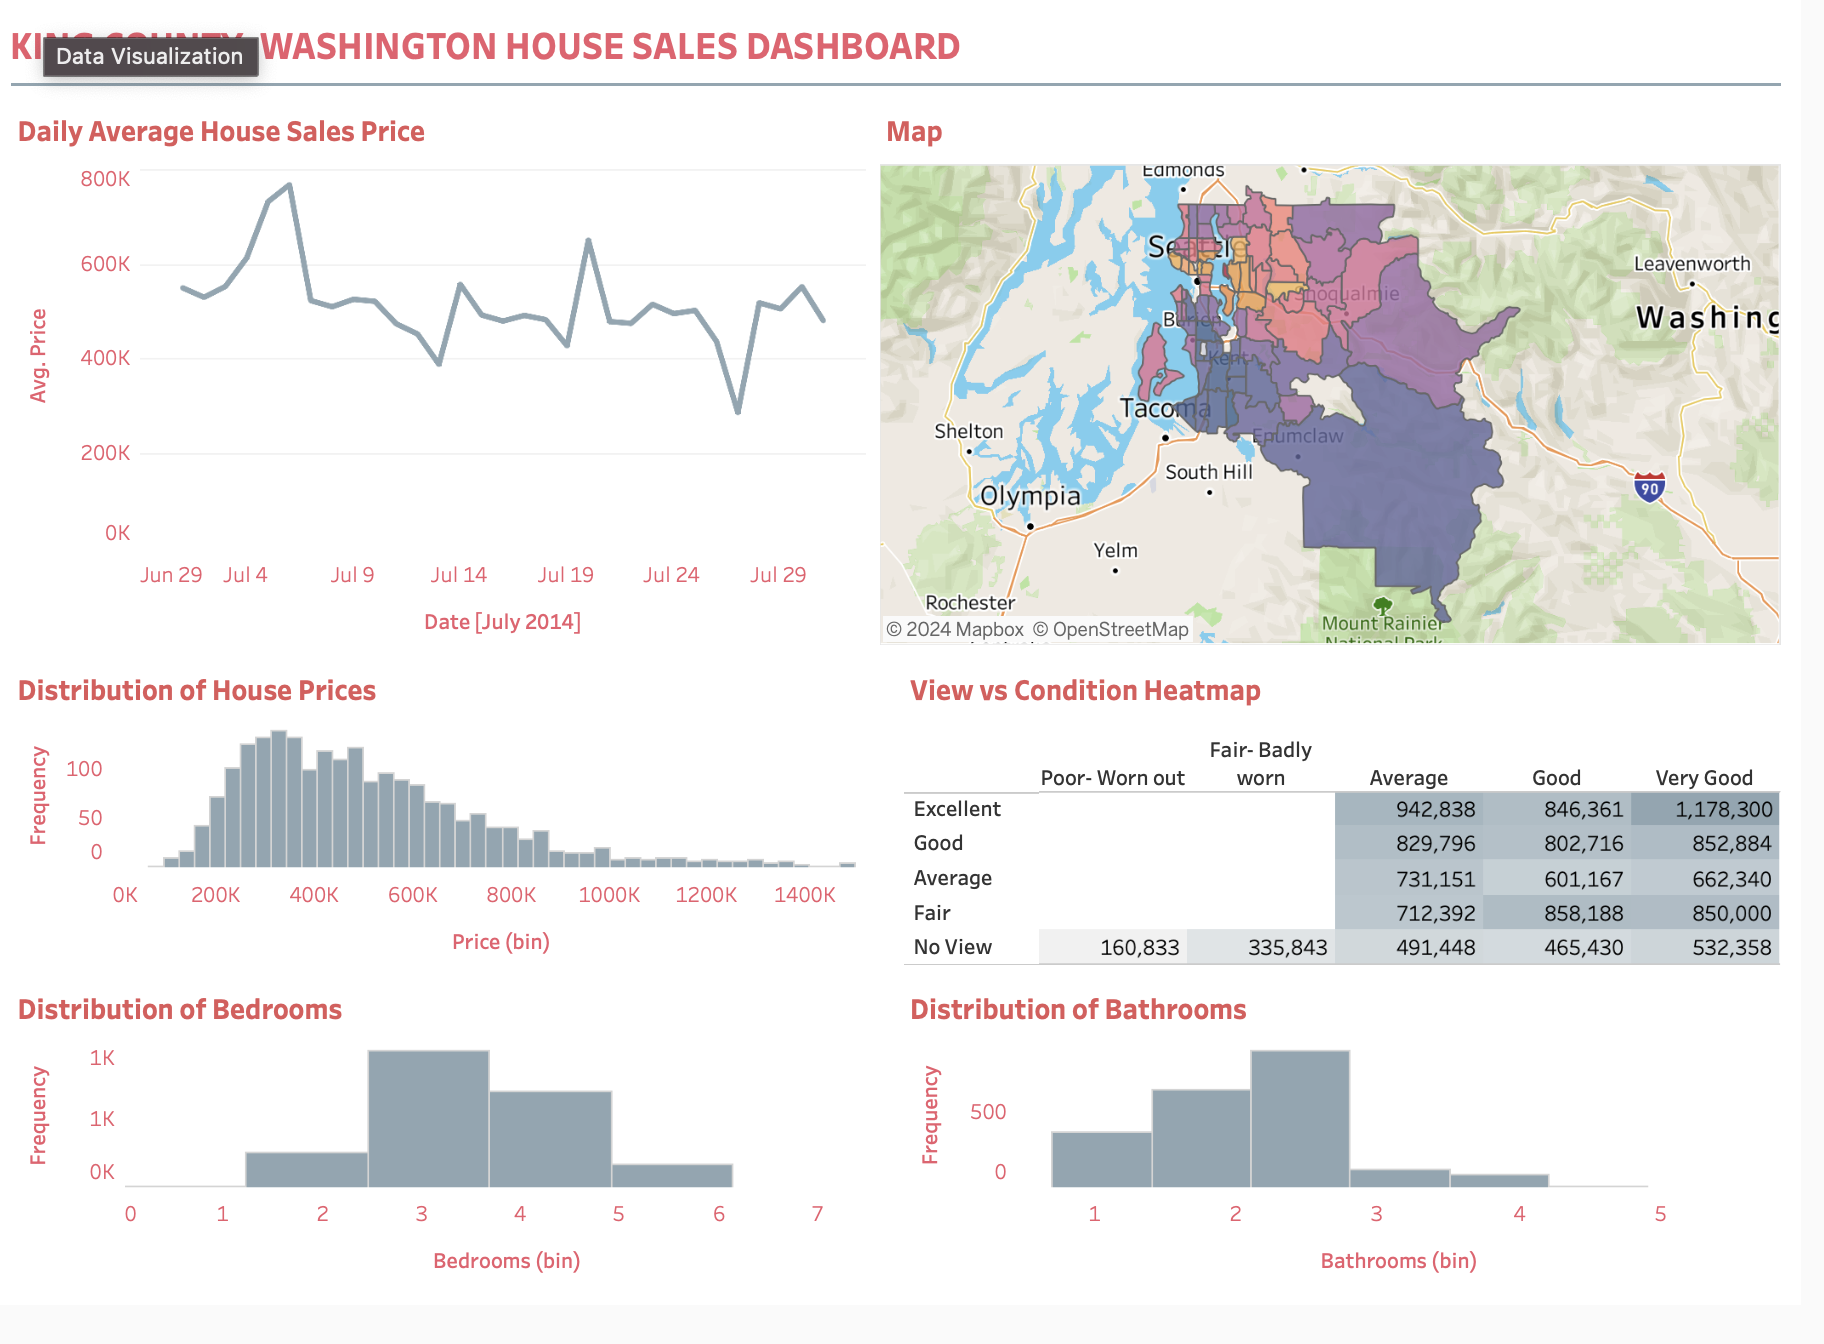 KING COUNTY, WASHINGTON HOUSE SALES DASHBOARD
Data Visualization
Daily Average House Sales Price
800K
600K
400K
200K
0K
Avg. Price
Jun 29 Jul 4 Jul 9 Jul 14 Jul 19 Jul 24 Jul 29
Date [July 2014]
Map
Edmonds
Seattle
Leavenworth
Snoqualmie
Washing
Burien
Kent
Tacoma
Shelton
Enumclaw
South Hill
90
Olympia
Yelm
Rochester
Mount Rainier
National Park
© 2024 Mapbox © OpenStreetMap
Distribution of House Prices
Frequency
100
50
0
0K 200K 400K 600K 800K 1000K 1200K 1400K
Price (bin)
View vs Condition Heatmap
Fair- Badly
Poor- Worn out worn Average Good Very Good
Excellent 942,838 846,361 1,178,300
Good 829,796 802,716 852,884
Average 731,151 601,167 662,340
Fair 712,392 858,188 850,000
No View 160,833 335,843 491,448 465,430 532,358
Distribution of Bedrooms
Frequency
1K
1K
0K
0 1 2 3 4 5 6 7
Bedrooms (bin)
Distribution of Bathrooms
Frequency
500
0
1 2 3 4 5
Bathrooms (bin)